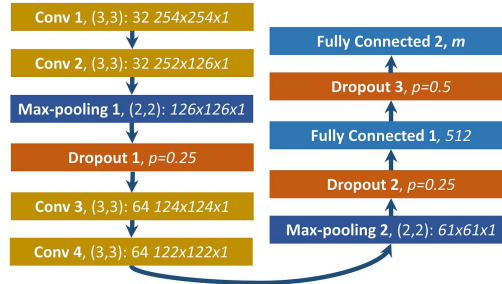 Conv 1, (3,3): 32 254x254x1
Conv 2, (3,3): 32 252x126x1
Max-pooling 1, (2,2): 126x126x1
Dropout 1, p=0.25
Conv 3, (3,3): 64 124x124x1
Conv 4, (3,3): 64 122x122x1
Max-pooling 2, (2,2): 61x61x1
Dropout 2, p=0.25
Fully Connected 1, 512
Dropout 3, p=0.5
Fully Connected 2, m